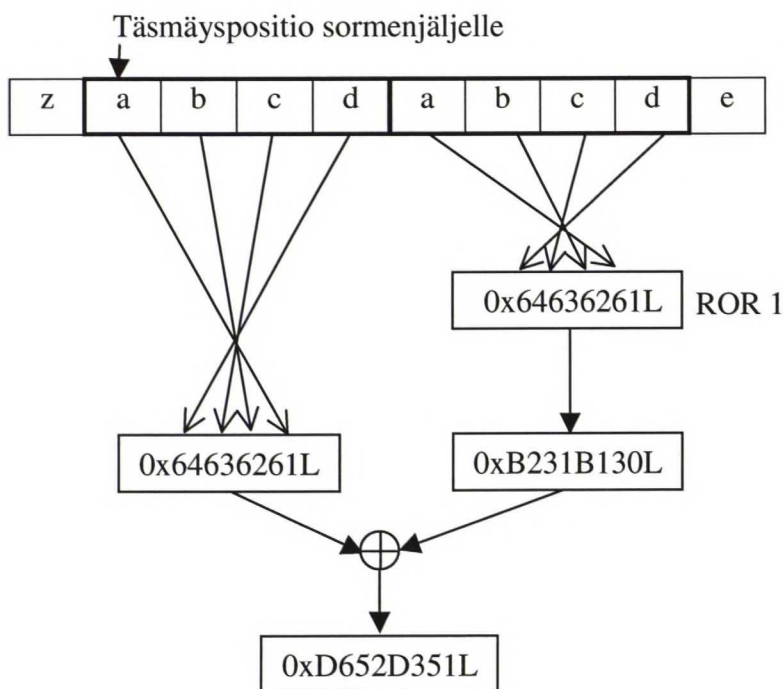 Täsmäyspositio sormenjäljelle
z a b c d a b c d e
0x64636261L ROR 1
0x64636261L 0xB231B130L
0xD652D351L